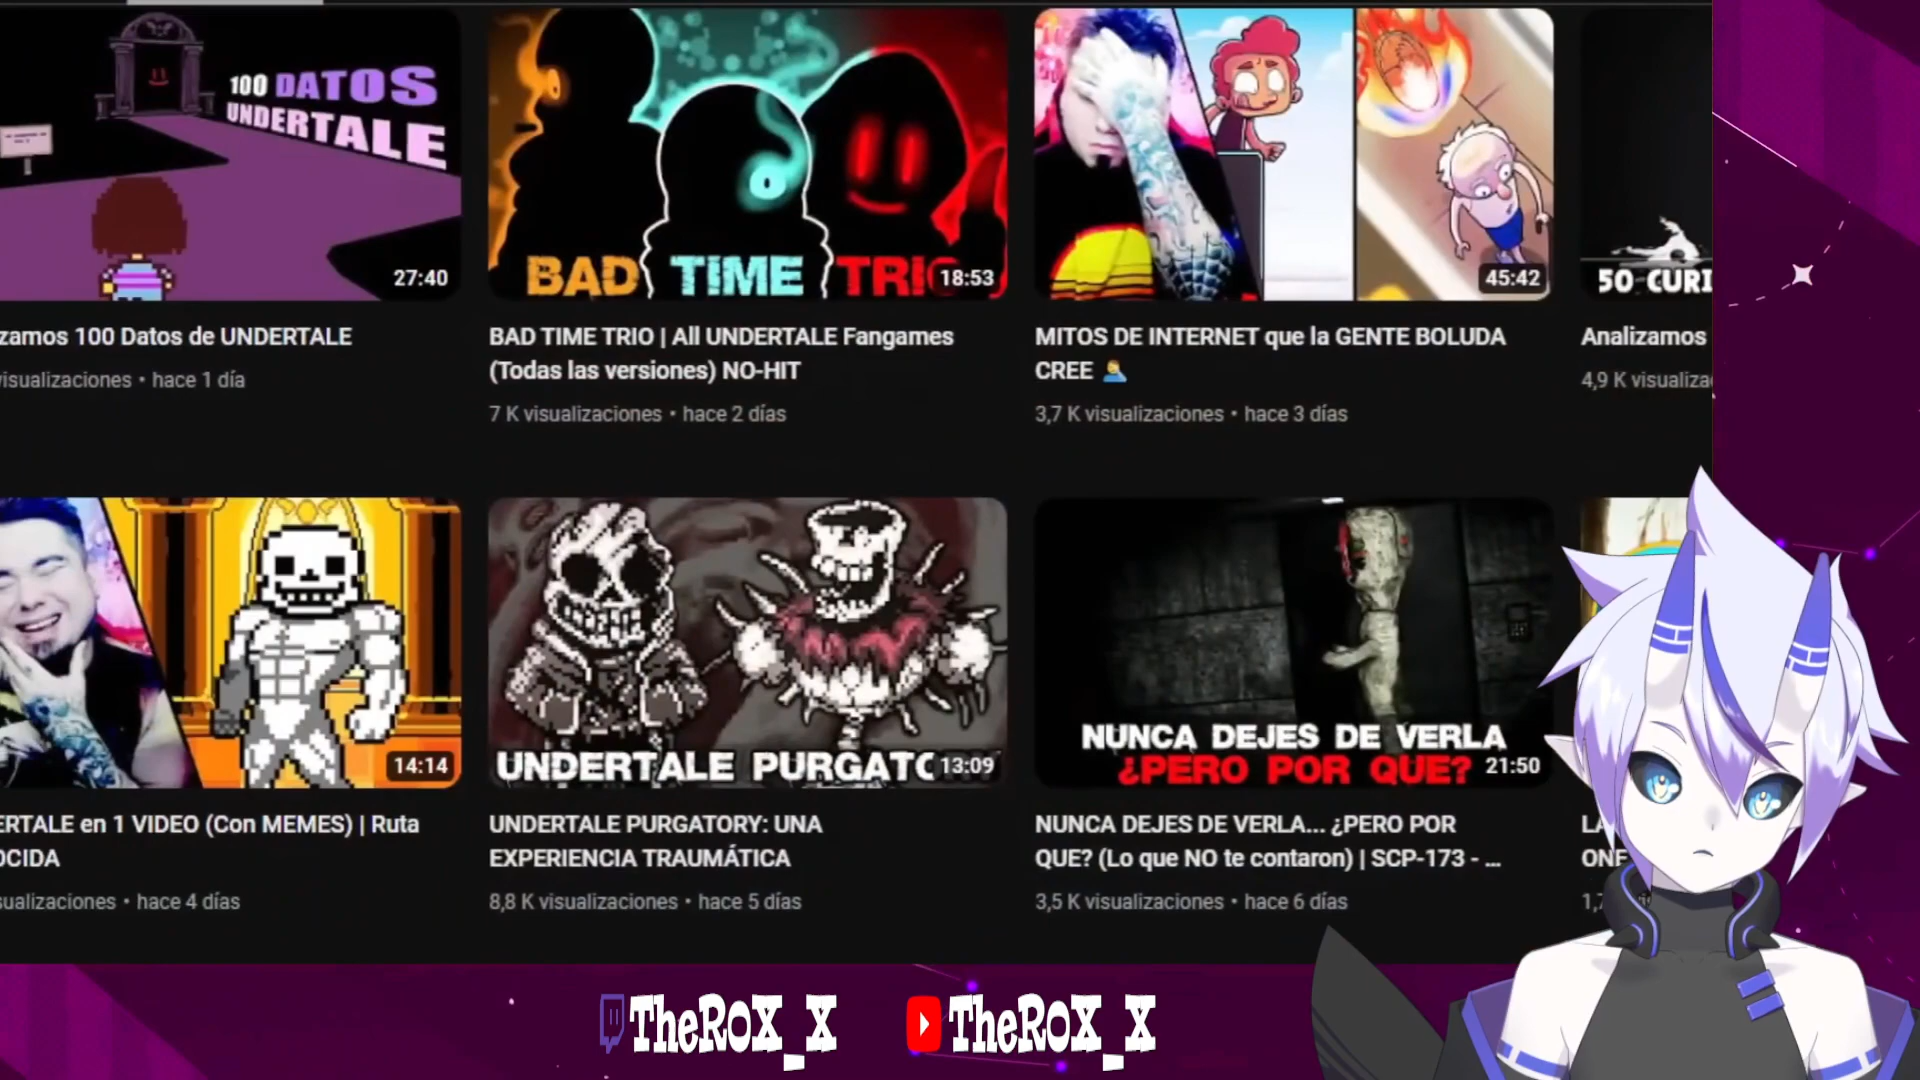 100 DATOS
UNDERTALE
27:40
BAD TIME TRIO
18:53
45:42
50 CURI
zamos 100 Datos de UNDERTALE
visualizaciones • hace 1 día
BAD TIME TRIO | All UNDERTALE Fangames
(Todas las versiones) NO-HIT
7 K visualizaciones • hace 2 días
MITOS DE INTERNET que la GENTE BOLUDA
CREE 🤦‍♂️
3,7 K visualizaciones • hace 3 días
Analizamos
4,9 K visualiza
14:14
UNDERTALE PURGATO
13:09
NUNCA DEJES DE VERLA
¿PERO POR QUE?
21:50
ERTALE en 1 VIDEO (Con MEMES) | Ruta
OCIDA
sualizaciones • hace 4 días
UNDERTALE PURGATORY: UNA
EXPERIENCIA TRAUMÁTICA
8,8 K visualizaciones • hace 5 días
NUNCA DEJES DE VERLA... ¿PERO POR
QUE? (Lo que NO te contaron) | SCP-173 - ...
3,5 K visualizaciones • hace 6 días
LA
ONE
1,7
TheRoX_X
TheRoX_X